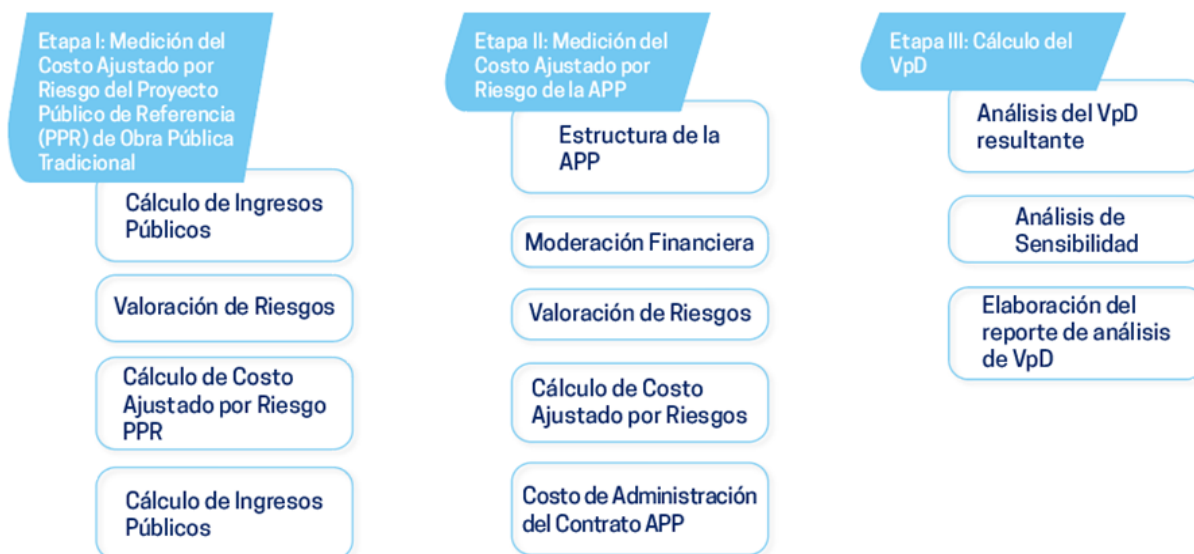 Etapa I: Medición del
Costo Ajustado por
Riesgo del Proyecto
Público de Referencia
(PPR) de Obra Pública
Tradicional
Cálculo de Ingresos
Públicos
Valoración de Riesgos
Cálculo de Costo
Ajustado por Riesgo
PPR
Cálculo de Ingresos
Públicos
Etapa II: Medición del
Costo Ajustado por
Riesgo de la APP
Estructura de la
APP
Moderación Financiera
Valoración de Riesgos
Cálculo de Costo
Ajustado por Riesgos
Costo de Administración
del Contrato APP
Etapa III: Cálculo del
VpD
Análisis del VpD
resultante
Análisis de
Sensibilidad
Elaboración del
reporte de análisis
de VpD